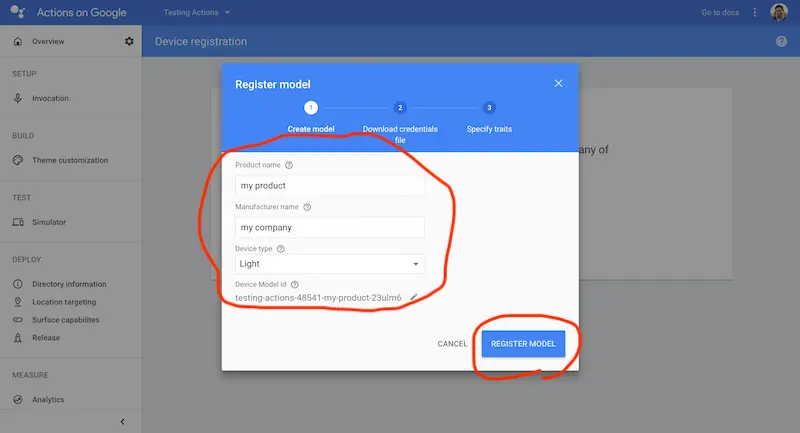 Actions on Google
Testing Actions
Go to docs
Overview
Device registration
SETUP
Invocation
BUILD
Theme customization
TEST
Simulator
DEPLOY
Directory information
Location targeting
Surface capabilites
Release
MEASURE
Analytics
Register model
1 2 3
Create model Download credentials file Specify traits
Product name
my product
Manufacturer name
my company
Device type
Light
Device Model id
testing-actions-48541-my-product-23ulm6
CANCEL REGISTER MODEL
any of